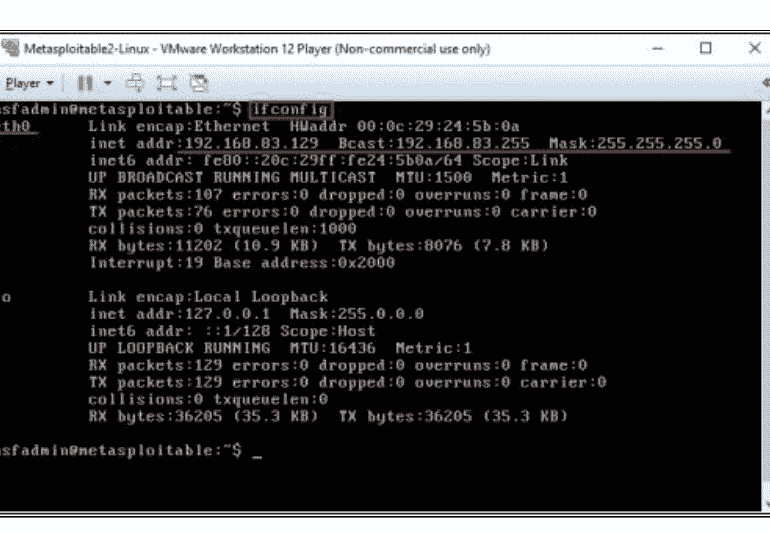 Metasploitable2-Linux - VMware Workstation 12 Player (Non-commercial use only)
Player
sfadmin@metasploitable:~$ ifconfig
th0 Link encap:Ethernet HWaddr 00:0c:29:24:5b:0a
inet addr:192.168.83.129 Bcast:192.168.83.255 Mask:255.255.255.0
inet6 addr: fe80::20c:29ff:fe24:5b0a/64 Scope:Link
UP BROADCAST RUNNING MULTICAST MTU:1500 Metric:1
RX packets:107 errors:0 dropped:0 overruns:0 frame:0
TX packets:76 errors:0 dropped:0 overruns:0 carrier:0
collisions:0 txqueuelen:1000
RX bytes:11202 (10.9 KB) TX bytes:8076 (7.8 KB)
Interrupt:19 Base address:0x2000
o Link encap:Local Loopback
inet addr:127.0.0.1 Mask:255.0.0.0
inet6 addr: ::1/128 Scope:Host
UP LOOPBACK RUNNING MTU:16436 Metric:1
RX packets:129 errors:0 dropped:0 overruns:0 frame:0
TX packets:129 errors:0 dropped:0 overruns:0 carrier:0
collisions:0 txqueuelen:0
RX bytes:36205 (35.3 KB) TX bytes:36205 (35.3 KB)
sfadmin@metasploitable:~$ _